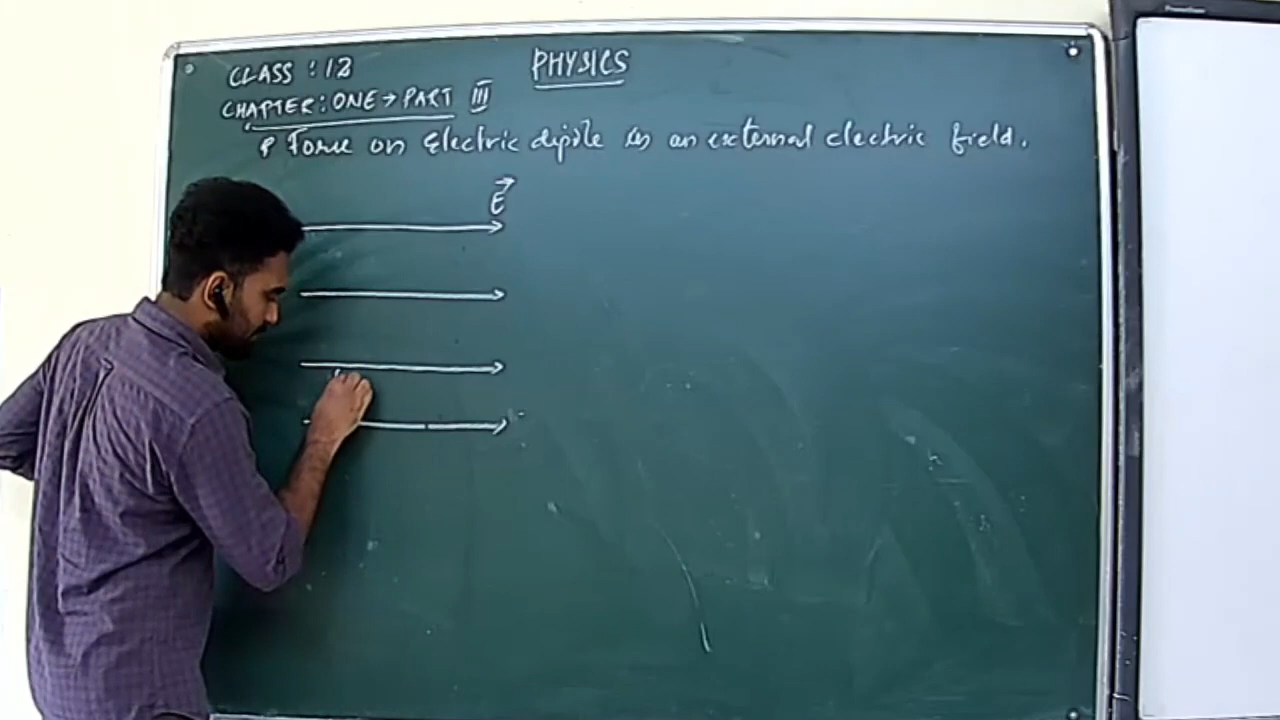 PHYSICS
CLASS : 12
CHAPTER : ONE → PART III
Force on Electric dipole in an external electric field.
E⃗